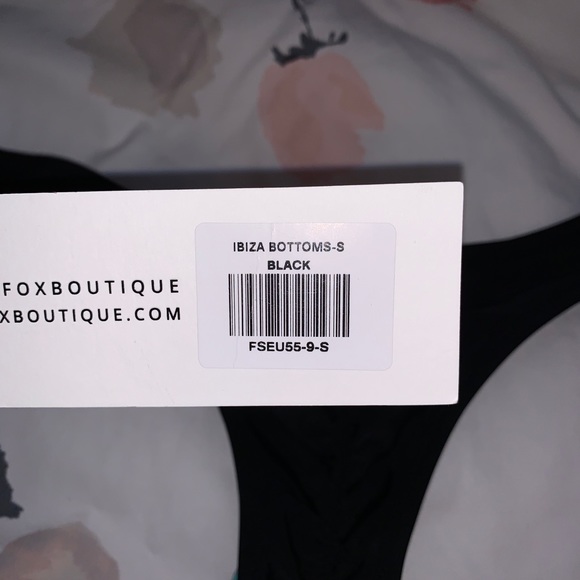 FOXBOUTIQUE
XBOUTIQUE.COM
IBIZA BOTTOMS-S
BLACK
FSEU55-9-S